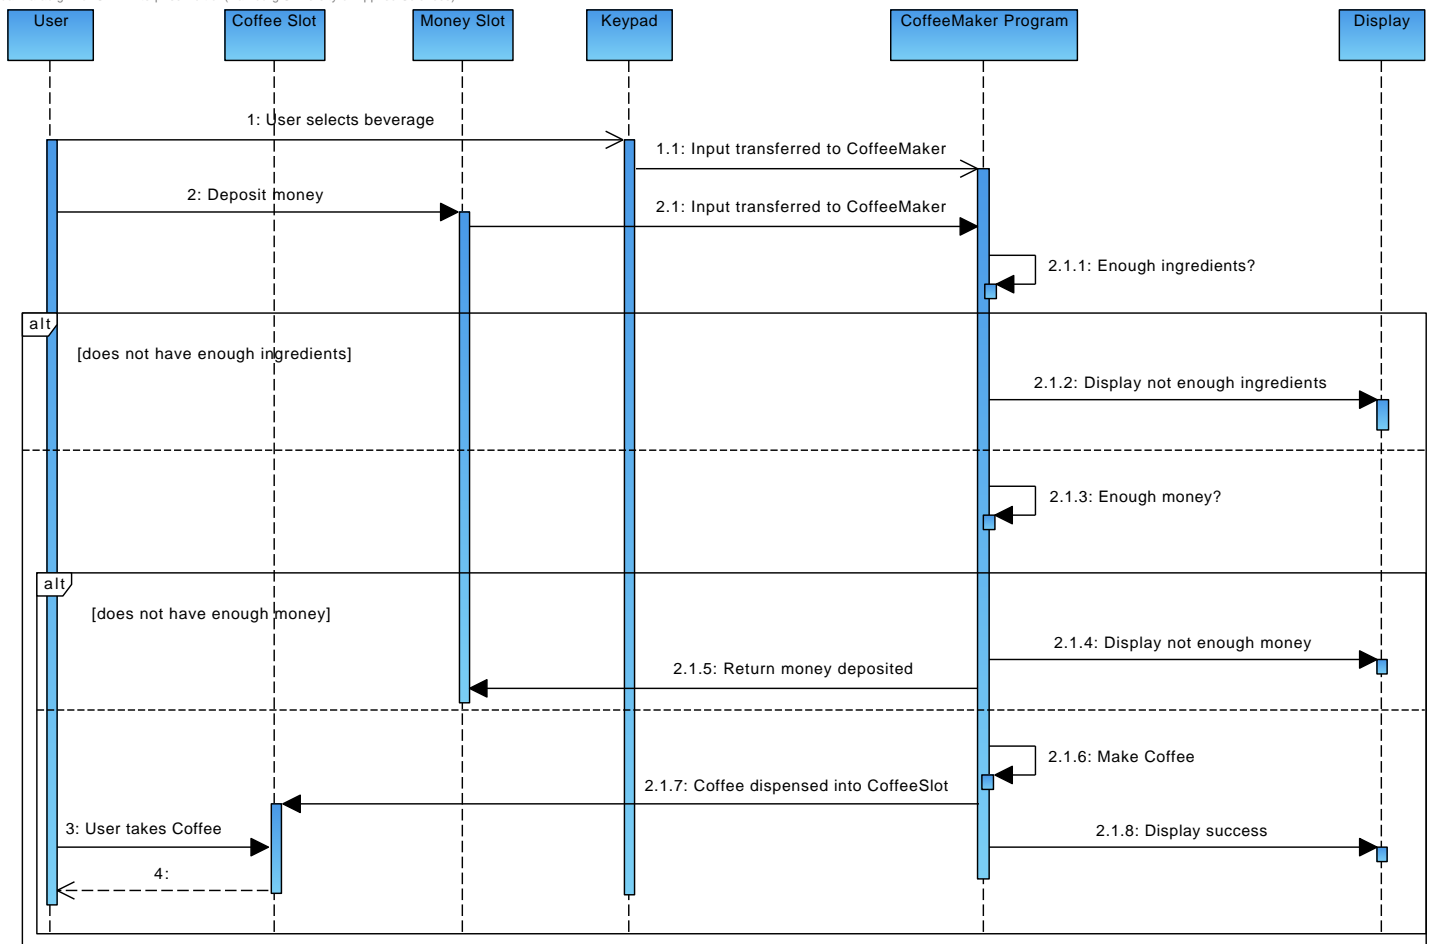 User
Coffee Slot
Money Slot
Keypad
CoffeeMaker Program
Display
1: User selects beverage
1.1: Input transferred to CoffeeMaker
2: Deposit money
2.1: Input transferred to CoffeeMaker
2.1.1: Enough ingredients?
alt
[does not have enough ingredients]
2.1.2: Display not enough ingredients
2.1.3: Enough money?
alt
[does not have enough money]
2.1.4: Display not enough money
2.1.5: Return money deposited
2.1.6: Make Coffee
2.1.7: Coffee dispensed into CoffeeSlot
3: User takes Coffee
2.1.8: Display success
4: